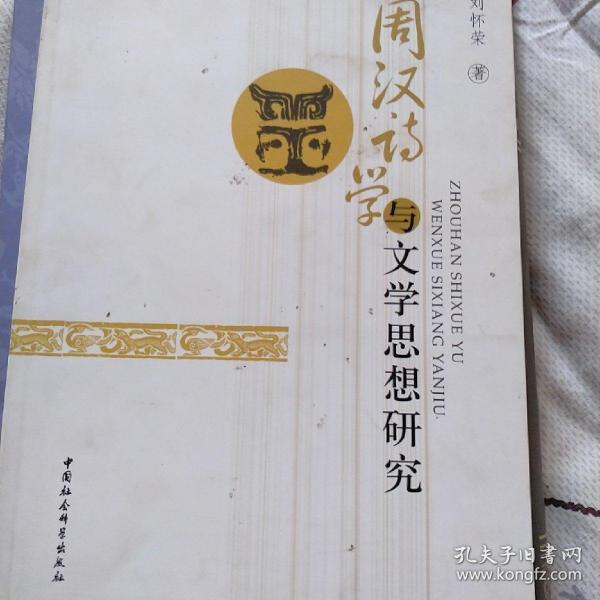 刘怀荣 著
周汉诗学
与文学思想研究
ZHOUHAN SHIXUE YU
WENXUE SIXIANG YANJIU
中国社会科学出版社
孔夫子旧书网
www.kongfz.com